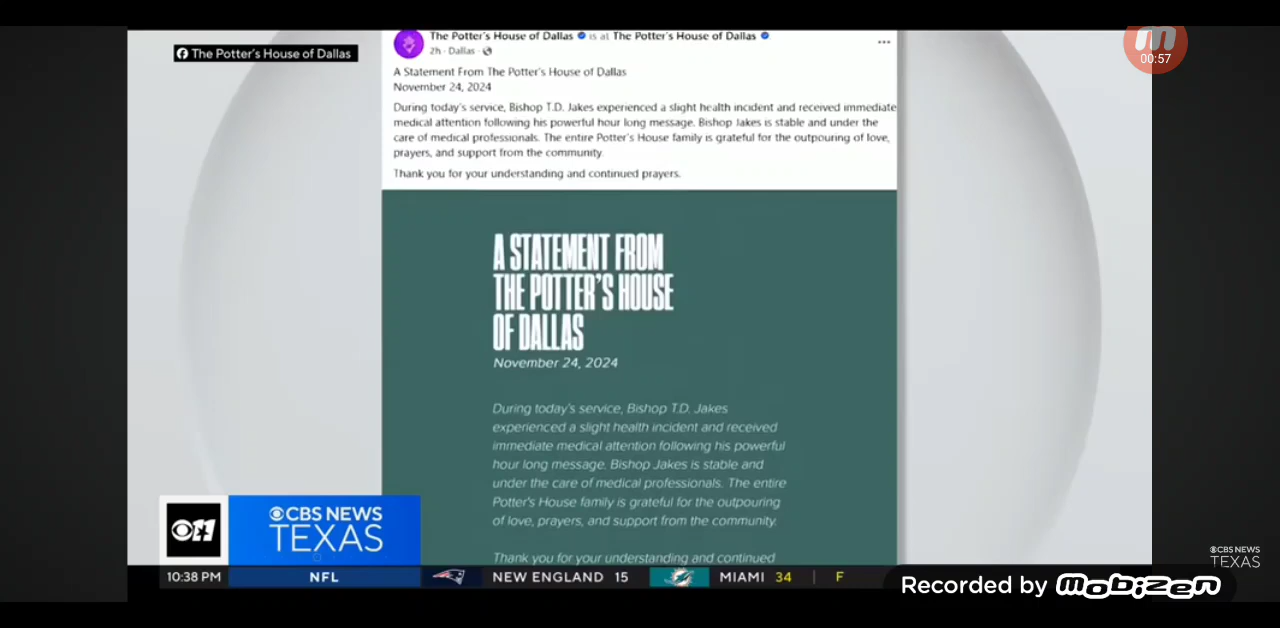 The Potter's House of Dallas
The Potter's House of Dallas is at The Potter's House of Dallas
2h · Dallas ·
00:57
A Statement From The Potter's House of Dallas
November 24, 2024
During today's service, Bishop T.D. Jakes experienced a slight health incident and received immediate
medical attention following his powerful hour long message. Bishop Jakes is stable and under the
care of medical professionals. The entire Potter's House family is grateful for the outpouring of love,
prayers, and support from the community.
Thank you for your understanding and continued prayers.
A STATEMENT FROM
THE POTTER'S HOUSE
OF DALLAS
November 24, 2024
During today's service, Bishop T.D. Jakes
experienced a slight health incident and received
immediate medical attention following his powerful
hour long message. Bishop Jakes is stable and
under the care of medical professionals. The entire
Potter's House family is grateful for the outpouring
of love, prayers, and support from the community.
Thank you for your understanding and continued
CBS NEWS
TEXAS
CBS NEWS
TEXAS
10:38 PM NFL NEW ENGLAND 15 MIAMI 34 F
Recorded by Mobizen